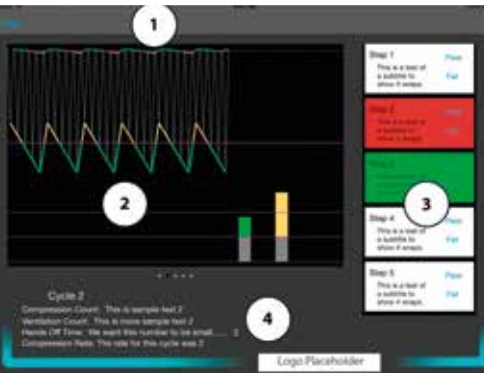 1
2
3
4
Step 1
This is a test of
a subtitle to
show it wraps.
Pass
Fail
Step 4
This is a test of
a subtitle to
show it wraps.
Pass
Fail
Step 5
This is a test of
a subtitle to
show it wraps.
Pass
Fail
Cycle 2
Compression Count: This is sample text 2
Ventilation Count: This is more sample text 2
Hands Off Time: We want this number to be small...... 2
Compression Rate: The rate for this cycle was 2
Logo Placeholder